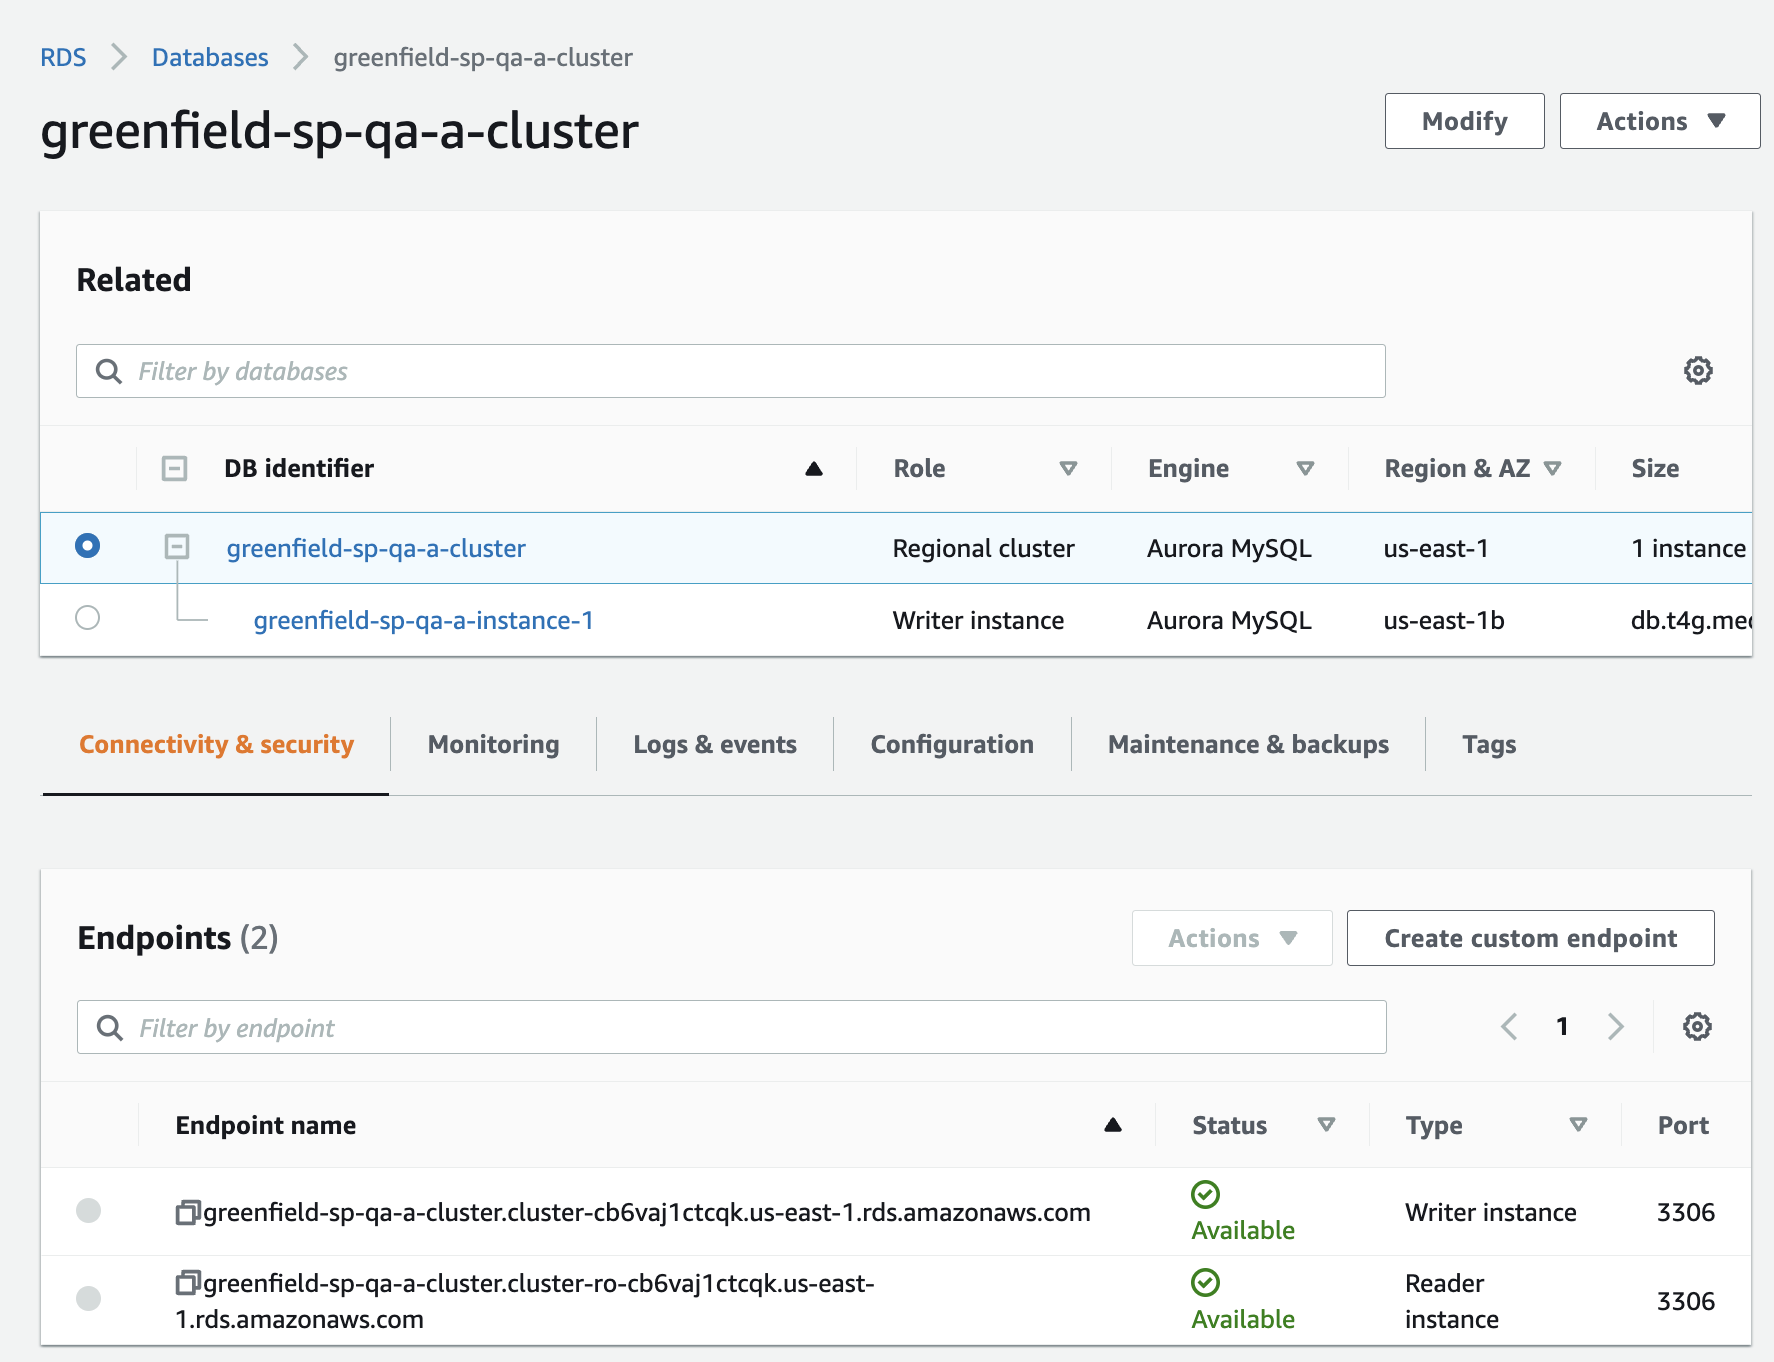 RDS > Databases > greenfield-sp-qa-a-cluster
greenfield-sp-qa-a-cluster
Modify
Actions
Related
Filter by databases
DB identifier Role Engine Region & AZ Size
greenfield-sp-qa-a-cluster Regional cluster Aurora MySQL us-east-1 1 instance
greenfield-sp-qa-a-instance-1 Writer instance Aurora MySQL us-east-1b db.t4g.med
Connectivity & security Monitoring Logs & events Configuration Maintenance & backups Tags
Endpoints (2)
Actions
Create custom endpoint
Filter by endpoint
1
Endpoint name Status Type Port
greenfield-sp-qa-a-cluster.cluster-cb6vaj1ctcqk.us-east-1.rds.amazonaws.com Available Writer instance 3306
greenfield-sp-qa-a-cluster.cluster-ro-cb6vaj1ctcqk.us-east-
1.rds.amazonaws.com Available Reader
instance 3306